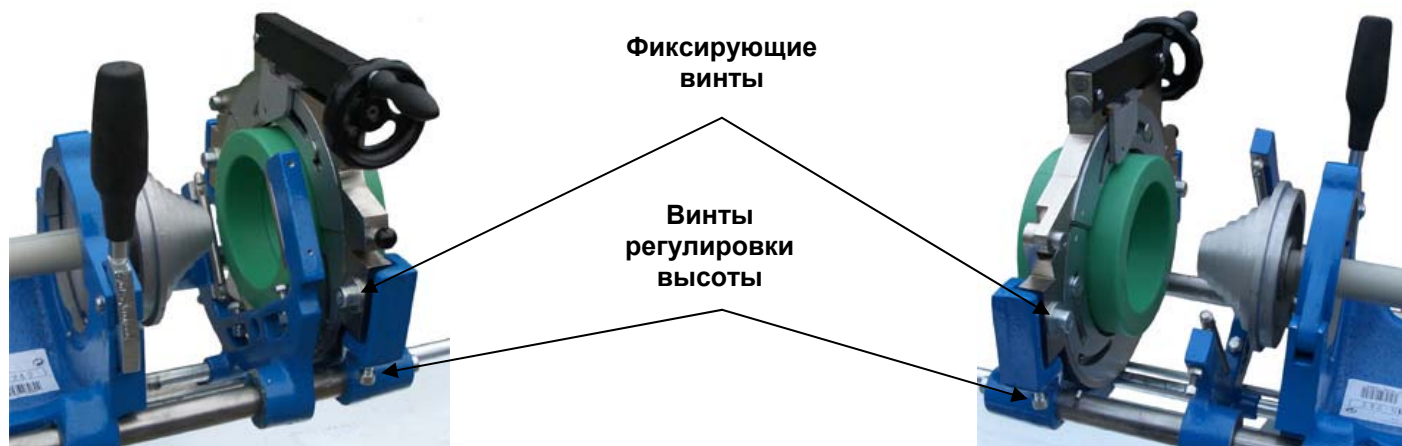 Фиксирующие
винты
Винты
регулировки
высоты